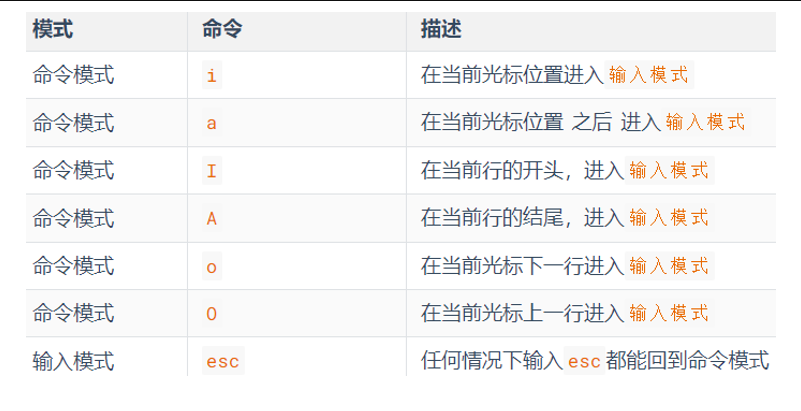 模式 命令 描述
命令模式 i 在当前光标位置进入 输入模式
命令模式 a 在当前光标位置 之后 进入 输入模式
命令模式 I 在当前行的开头，进入 输入模式
命令模式 A 在当前行的结尾，进入 输入模式
命令模式 o 在当前光标下一行进入 输入模式
命令模式 O 在当前光标上一行进入 输入模式
输入模式 esc 任何情况下输入 esc 都能回到命令模式